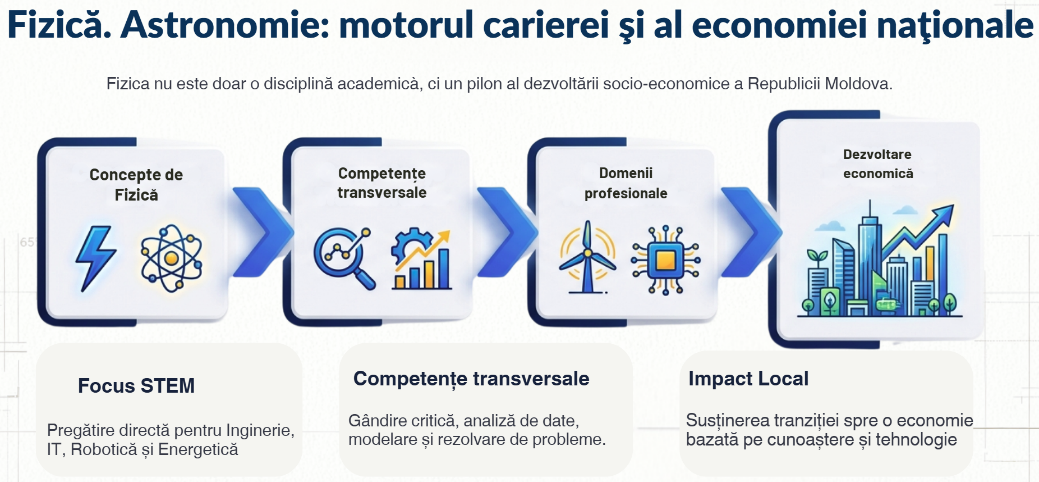 Fizică. Astronomie: motorul carierei şi al economiei naţionale
Fizica nu este doar o disciplină academicà, ci un pilon al dezvoltării socio-economice a Republicii Moldova.
Concepte de
Fizică
Competențe
transversale
Domenii
profesionale
Dezvoltare
economică
65
Focus STEM
Pregătire directă pentru Inginerie,
IT, Robotică și Energetică
Competențe transversale
Gândire critică, analiză de date,
modelare și rezolvare de probleme.
Impact Local
Susținerea tranziției spre o economie
bazată pe cunoaștere și tehnologie